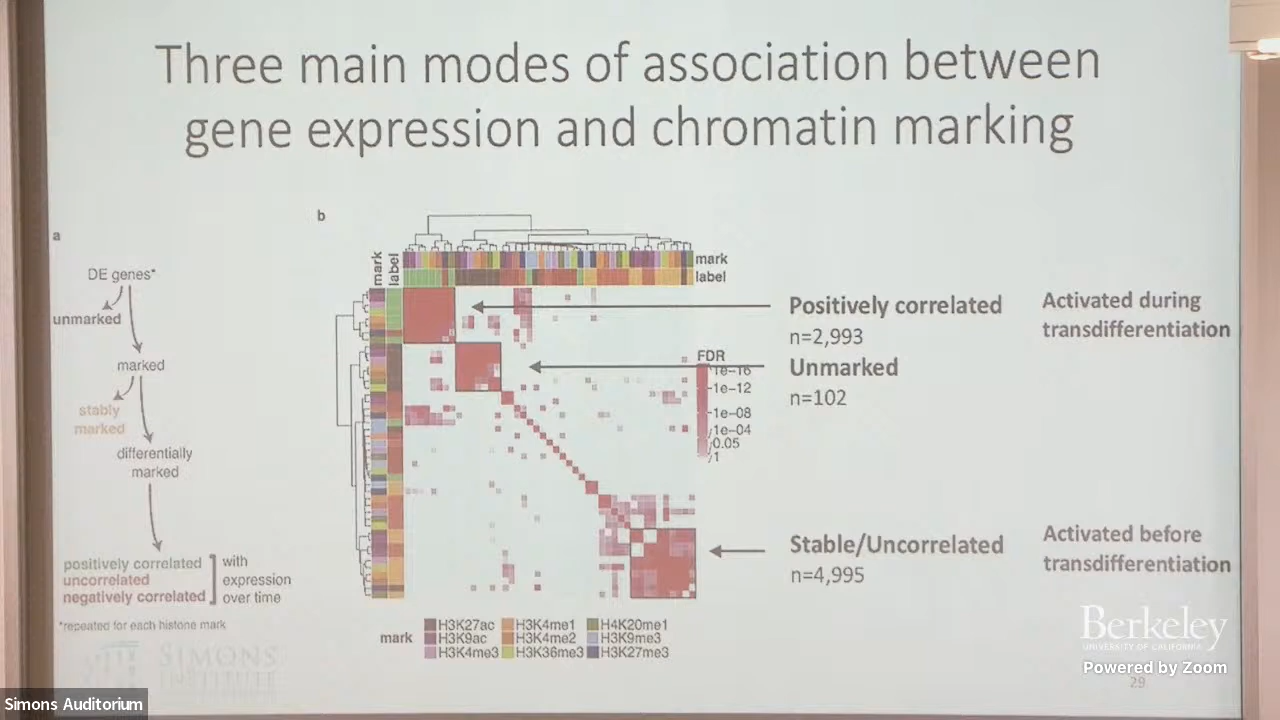 Three main modes of association between
gene expression and chromatin marking
a
DE genes*
unmarked
marked
stably
marked
differentially
marked
positively correlated
uncorrelated
negatively correlated
with
expression
over time
*repeated for each histone mark
b
mark
label
mark
label
FDR
1e-16
1e-12
1e-08
1e-04
0.05
1
mark
H3K27ac
H3K9ac
H3K4me3
H3K4me1
H3K4me2
H3K36me3
H4K20me1
H3K9me3
H3K27me3
Positively correlated
n=2,993
Activated during
transdifferentiation
Unmarked
n=102
Stable/Uncorrelated
n=4,995
Activated before
transdifferentiation
SIMONS
INSTITUTE
Berkeley
UNIVERSITY OF CALIFORNIA
Powered by Zoom
29
Simons Auditorium